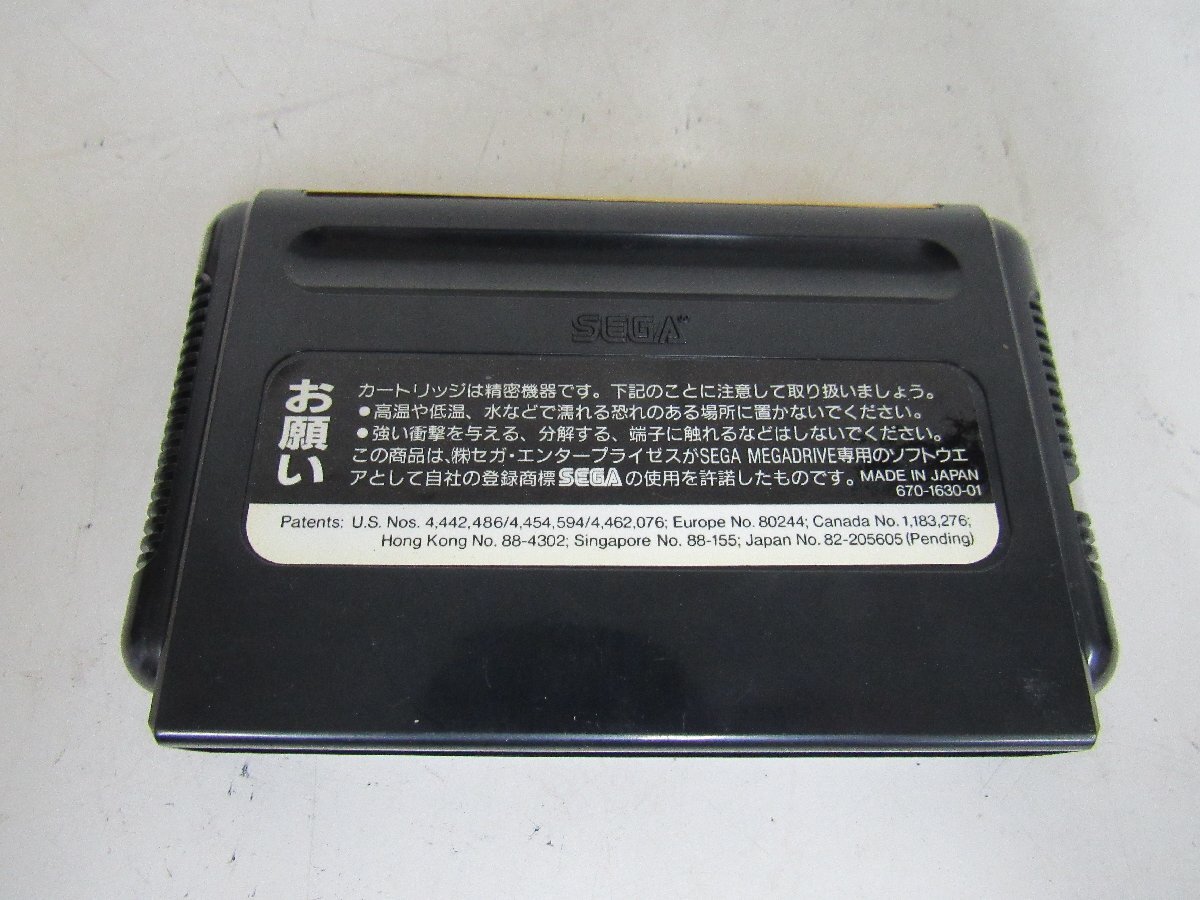 SEGA
お願い
カートリッジは精密機器です。下記のことに注意して取り扱いましょう。
●高温や低温、水などで濡れる恐れのある場所に置かないでください。
●強い衝撃を与える、分解する、端子に触れるなどはしないでください。
この商品は、㈱セガ・エンタープライゼスがSEGA MEGADRIVE専用のソフトウエ
アとして自社の登録商標SEGAの使用を許諾したものです。MADE IN JAPAN
670-1630-01
Patents: U.S. Nos. 4,442,486/4,454,594/4,462,076; Europe No. 80244; Canada No. 1,183,276;
Hong Kong No. 88-4302; Singapore No. 88-155; Japan No. 82-205605 (Pending)